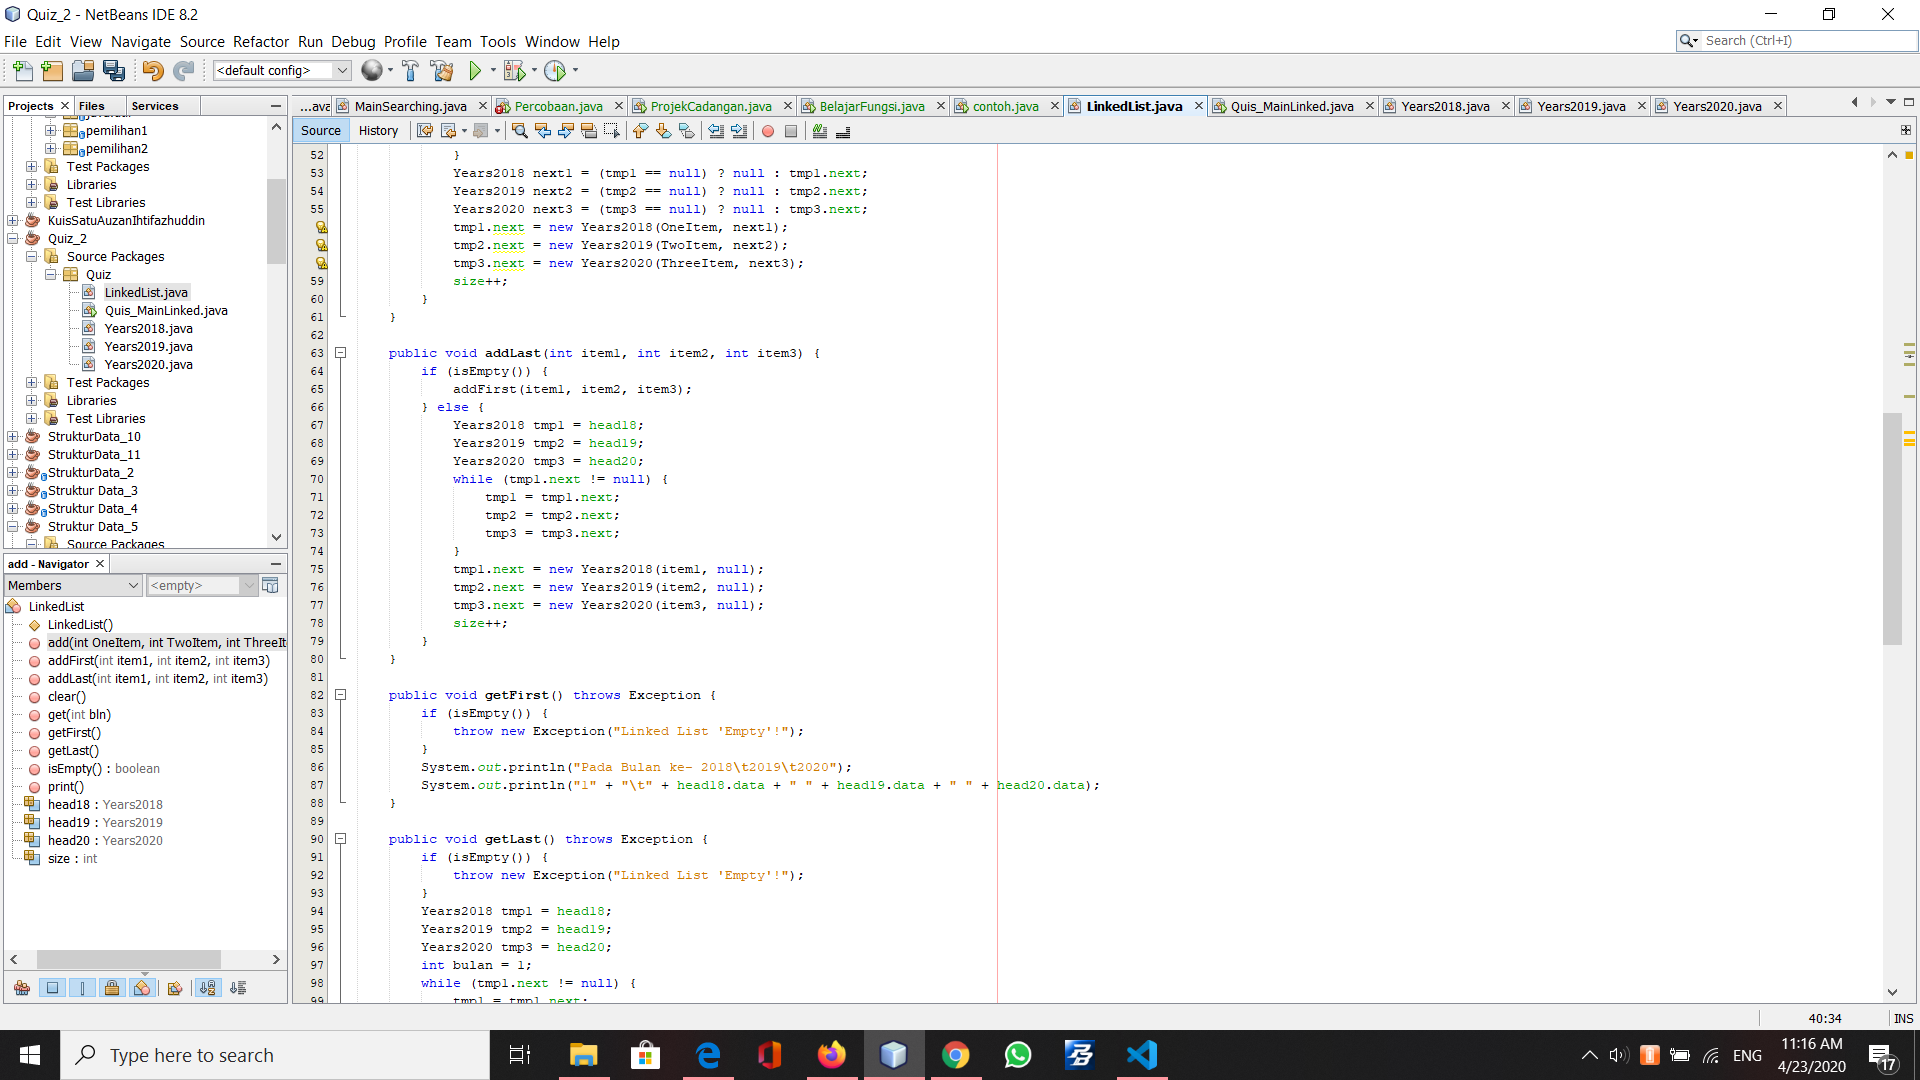 Quiz_2 - NetBeans IDE 8.2
File Edit View Navigate Source Refactor Run Debug Profile Team Tools Window Help
Search (Ctrl+I)
<default config>
Projects Files Services
pemilihan1
pemilihan2
Test Packages
Libraries
Test Libraries
KuisSatuAuzanIhtifazhuddin
Quiz_2
Source Packages
Quiz
LinkedList.java
Quis_MainLinked.java
Years2018.java
Years2019.java
Years2020.java
Test Packages
Libraries
Test Libraries
StrukturData_10
StrukturData_11
StrukturData_2
Struktur Data_3
Struktur Data_4
Struktur Data_5
Source Packages
add - Navigator
Members <empty>
LinkedList
LinkedList()
add(int OneItem, int TwoItem, int ThreeIt
addFirst(int item1, int item2, int item3)
addLast(int item1, int item2, int item3)
clear()
get(int bln)
getFirst()
getLast()
isEmpty() : boolean
print()
head18 : Years2018
head19 : Years2019
head20 : Years2020
size : int
...ava MainSearching.java Percobaan.java ProjekCadangan.java BelajarFungsi.java contoh.java LinkedList.java Quis_MainLinked.java Years2018.java Years2019.java Years2020.java
Source History
52 }
53 Years2018 next1 = (tmp1 == null) ? null : tmp1.next;
54 Years2019 next2 = (tmp2 == null) ? null : tmp2.next;
55 Years2020 next3 = (tmp3 == null) ? null : tmp3.next;
tmp1.next = new Years2018(OneItem, next1);
tmp2.next = new Years2019(TwoItem, next2);
tmp3.next = new Years2020(ThreeItem, next3);
59 size++;
60 }
61 }
62
63 public void addLast(int item1, int item2, int item3) {
64 if (isEmpty()) {
65 addFirst(item1, item2, item3);
66 } else {
67 Years2018 tmp1 = head18;
68 Years2019 tmp2 = head19;
69 Years2020 tmp3 = head20;
70 while (tmp1.next != null) {
71 tmp1 = tmp1.next;
72 tmp2 = tmp2.next;
73 tmp3 = tmp3.next;
74 }
75 tmp1.next = new Years2018(item1, null);
76 tmp2.next = new Years2019(item2, null);
77 tmp3.next = new Years2020(item3, null);
78 size++;
79 }
80 }
81
82 public void getFirst() throws Exception {
83 if (isEmpty()) {
84 throw new Exception("Linked List 'Empty'!");
85 }
86 System.out.println("Pada Bulan ke- 2018\t2019\t2020");
87 System.out.println("1" + "\t" + head18.data + " " + head19.data + " " + head20.data);
88 }
89
90 public void getLast() throws Exception {
91 if (isEmpty()) {
92 throw new Exception("Linked List 'Empty'!");
93 }
94 Years2018 tmp1 = head18;
95 Years2019 tmp2 = head19;
96 Years2020 tmp3 = head20;
97 int bulan = 1;
98 while (tmp1.next != null) {
99 tmp1 = tmp1.next;
40:34 INS
Type here to search
ENG
11:16 AM
4/23/2020
17